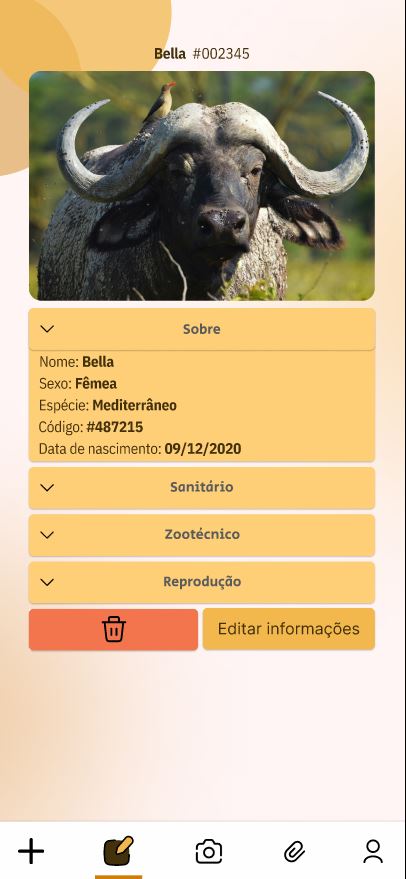 Bella #002345
Sobre
Nome: Bella
Sexo: Fêmea
Espécie: Mediterrâneo
Código: #487215
Data de nascimento: 09/12/2020
Sanitário
Zootécnico
Reprodução
Editar informações